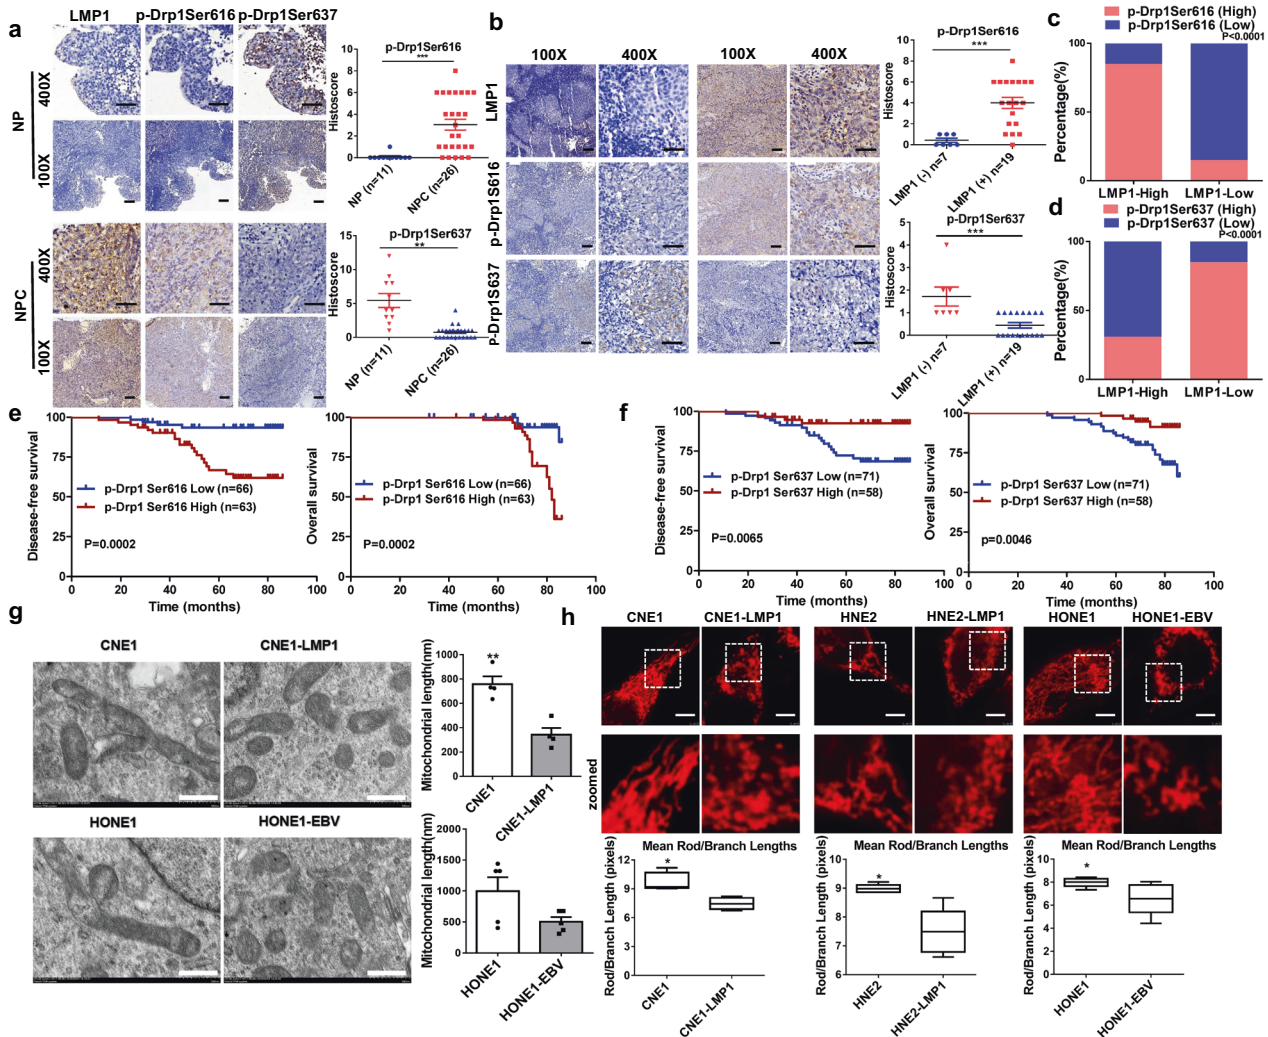 a
LMP1 p-Drp1Ser616 p-Drp1Ser637
NP
400X
100X
NPC
400X
100X
p-Drp1Ser616
***
Histoscore
10
8
6
4
2
0
NP (n=11)
NPC (n=26)
p-Drp1Ser637
**
Histoscore
15
10
5
0
NP (n=11)
NPC (n=26)
b
100X 400X 100X 400X
LMP1
p-Drp1S616
P-Drp1S637
p-Drp1Ser616
***
Histoscore
10
8
6
4
2
0
LMP1 (-) n=7
LMP1 (+) n=19
p-Drp1Ser637
***
Histoscore
5
4
3
2
1
0
LMP1 (-) n=7
LMP1 (+) n=19
c
p-Drp1Ser616 (High)
p-Drp1Ser616 (Low)
P<0.0001
Percentage(%)
100
50
0
LMP1-High LMP1-Low
d
p-Drp1Ser637 (High)
p-Drp1Ser637 (Low)
P<0.0001
Percentage(%)
100
50
0
LMP1-High LMP1-Low
e
Disease-free survival
100
75
50
25
0
p-Drp1 Ser616 Low (n=66)
p-Drp1 Ser616 High (n=63)
P=0.0002
0 20 40 60 80 100
Time (months)
Overall survival
100
75
50
25
0
p-Drp1 Ser616 Low (n=66)
p-Drp1 Ser616 High (n=63)
P=0.0002
0 20 40 60 80 100
Time (months)
f
Disease-free survival
100
75
50
25
0
p-Drp1 Ser637 Low (n=71)
p-Drp1 Ser637 High (n=58)
P=0.0065
0 20 40 60 80 100
Time (months)
Overall survival
100
75
50
25
0
p-Drp1 Ser637 Low (n=71)
p-Drp1 Ser637 High (n=58)
p=0.0046
0 20 40 60 80 100
Time (months)
g
CNE1 CNE1-LMP1
HONE1 HONE1-EBV
Mitochondrial length(nm)
1000
800
600
400
200
0
**
CNE1
CNE1-LMP1
Mitochondrial length(nm)
2000
1500
1000
500
0
HONE1
HONE1-EBV
h
CNE1 CNE1-LMP1 HNE2 HNE2-LMP1 HONE1 HONE1-EBV
zoomed
Mean Rod/Branch Lengths
Rod/Branch Length (pixels)
12
9
6
3
0
*
CNE1
CNE1-LMP1
Mean Rod/Branch Lengths
Rod/Branch Length (pixels)
10
9
8
7
6
*
HNE2
HNE2-LMP1
Mean Rod/Branch Lengths
Rod/Branch Length (pixels)
10
8
6
4
2
0
*
HONE1
HONE1-EBV